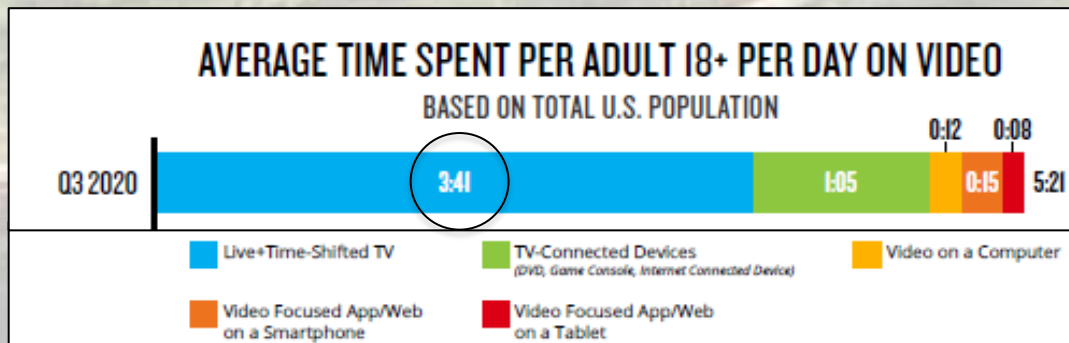 AVERAGE TIME SPENT PER ADULT 18+ PER DAY ON VIDEO
BASED ON TOTAL U.S. POPULATION
0:12 0:08
Q3 2020 3:41 1:05 0:15 5:21
Live+Time-Shifted TV
TV-Connected Devices
(DVD, Game Console, Internet Connected Device)
Video on a Computer
Video Focused App/Web
on a Smartphone
Video Focused App/Web
on a Tablet